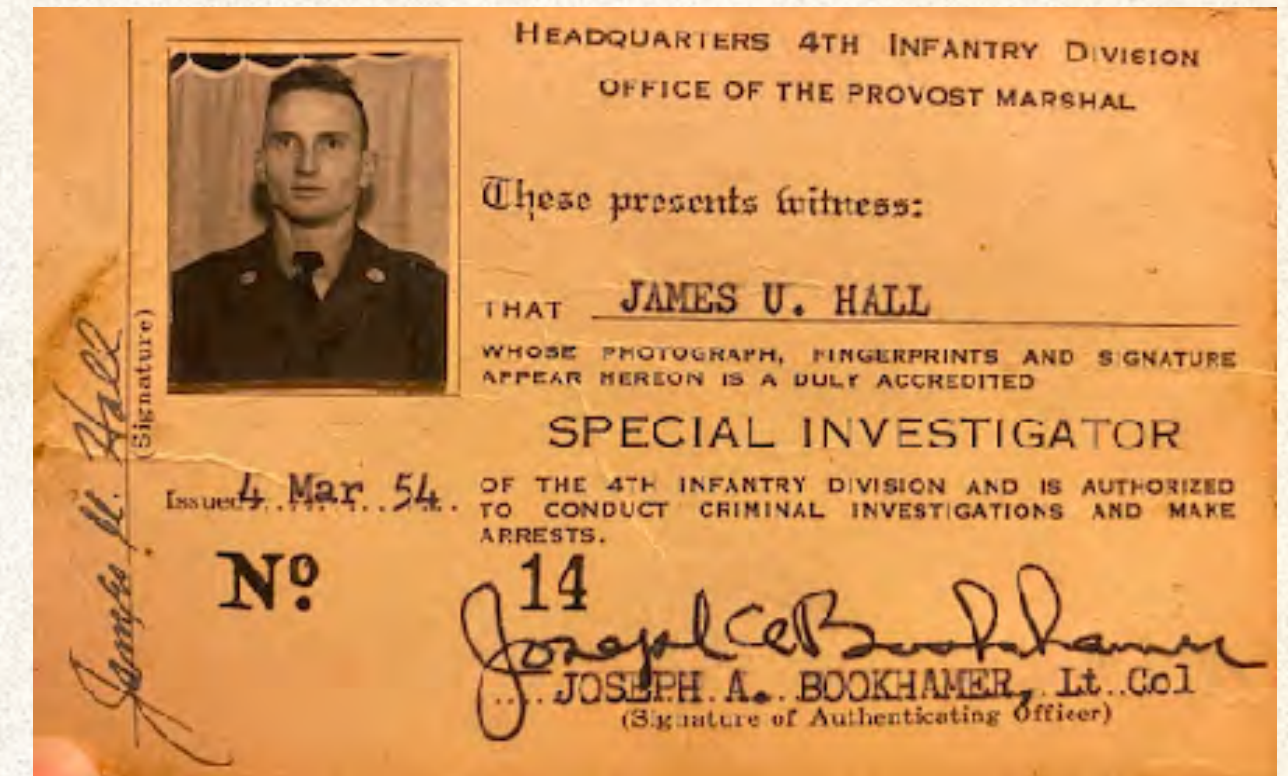 HEADQUARTERS 4TH INFANTRY DIVISION
OFFICE OF THE PROVOST MARSHAL
These presents witness:
THAT JAMES U. HALL
WHOSE PHOTOGRAPH, FINGERPRINTS AND SIGNATURE
APPEAR HEREON IS A DULY ACCREDITED
SPECIAL INVESTIGATOR
OF THE 4TH INFANTRY DIVISION AND IS AUTHORIZED
TO CONDUCT CRIMINAL INVESTIGATIONS AND MAKE
ARRESTS.
Issued 4 Mar 54
No. 14
Joseph A Bookhamer
JOSEPH A. BOOKHAMER, Lt Col
(Signature of Authenticating Officer)
James U. Hall
(Signature)